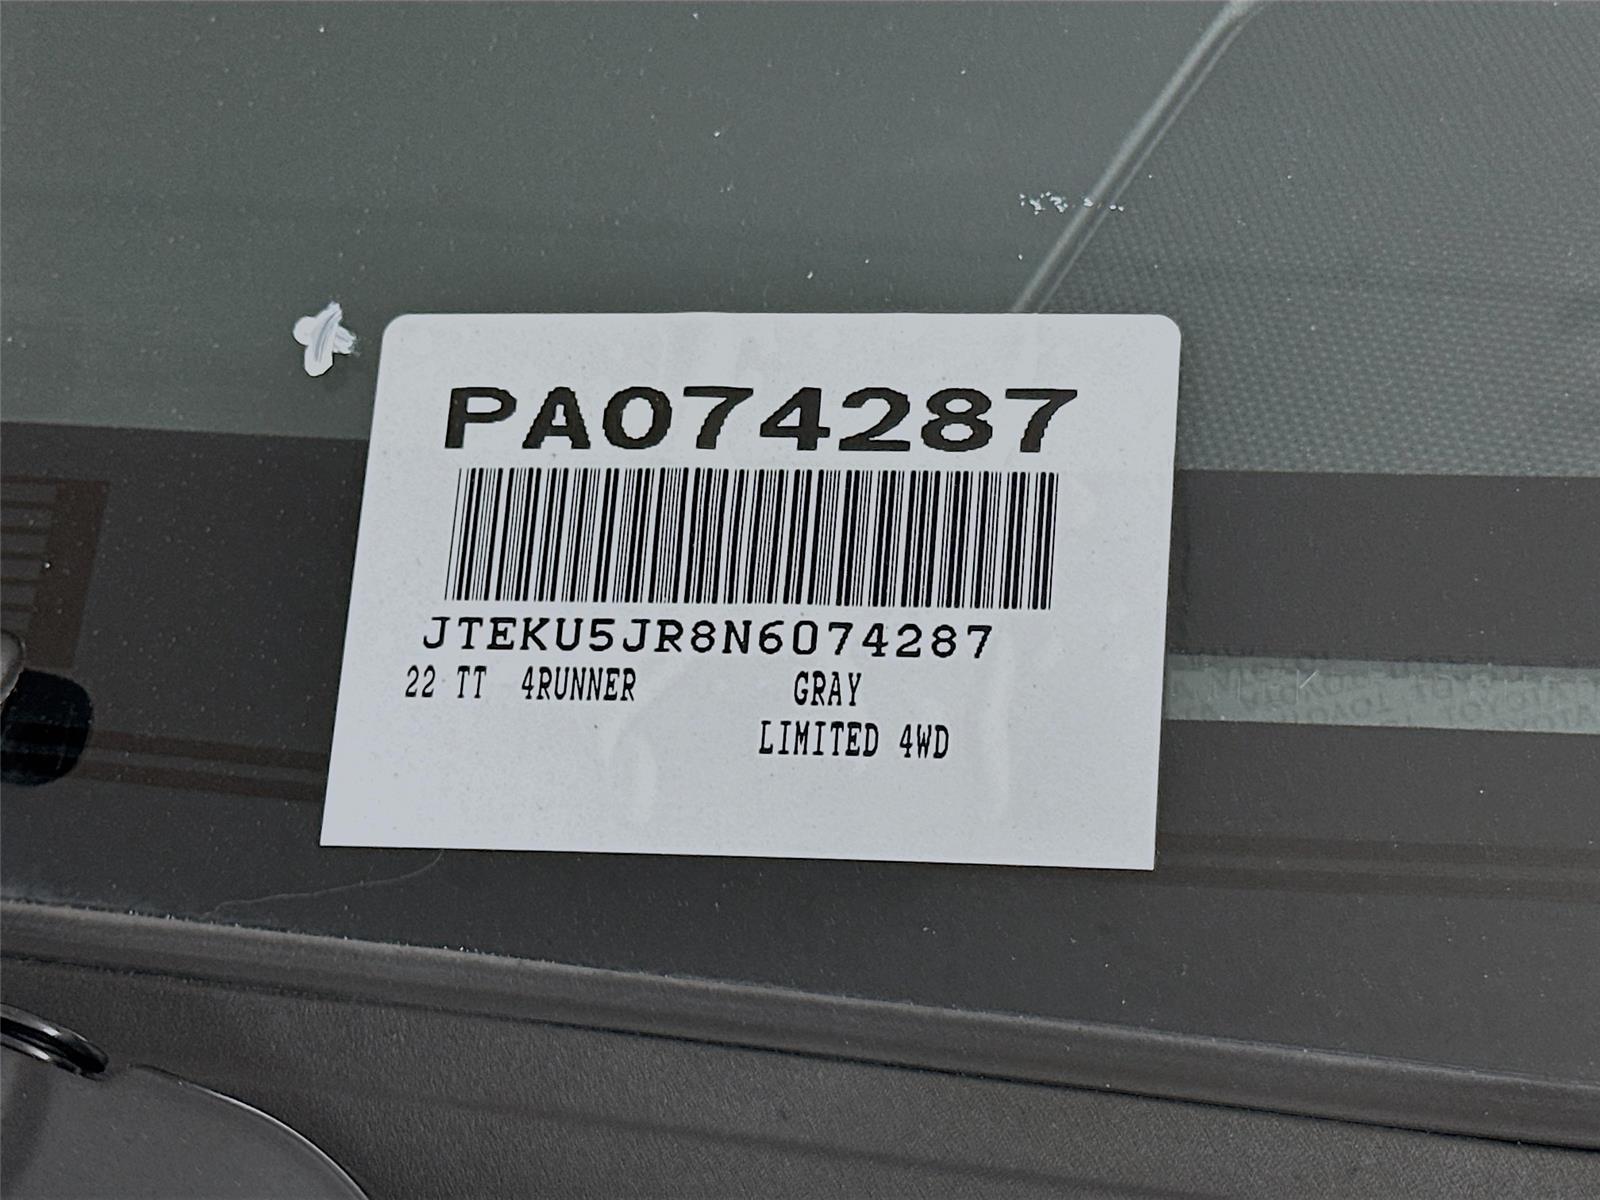 PA074287
JTEKU5JR8N6074287
22 TT 4RUNNER GRAY
LIMITED 4WD